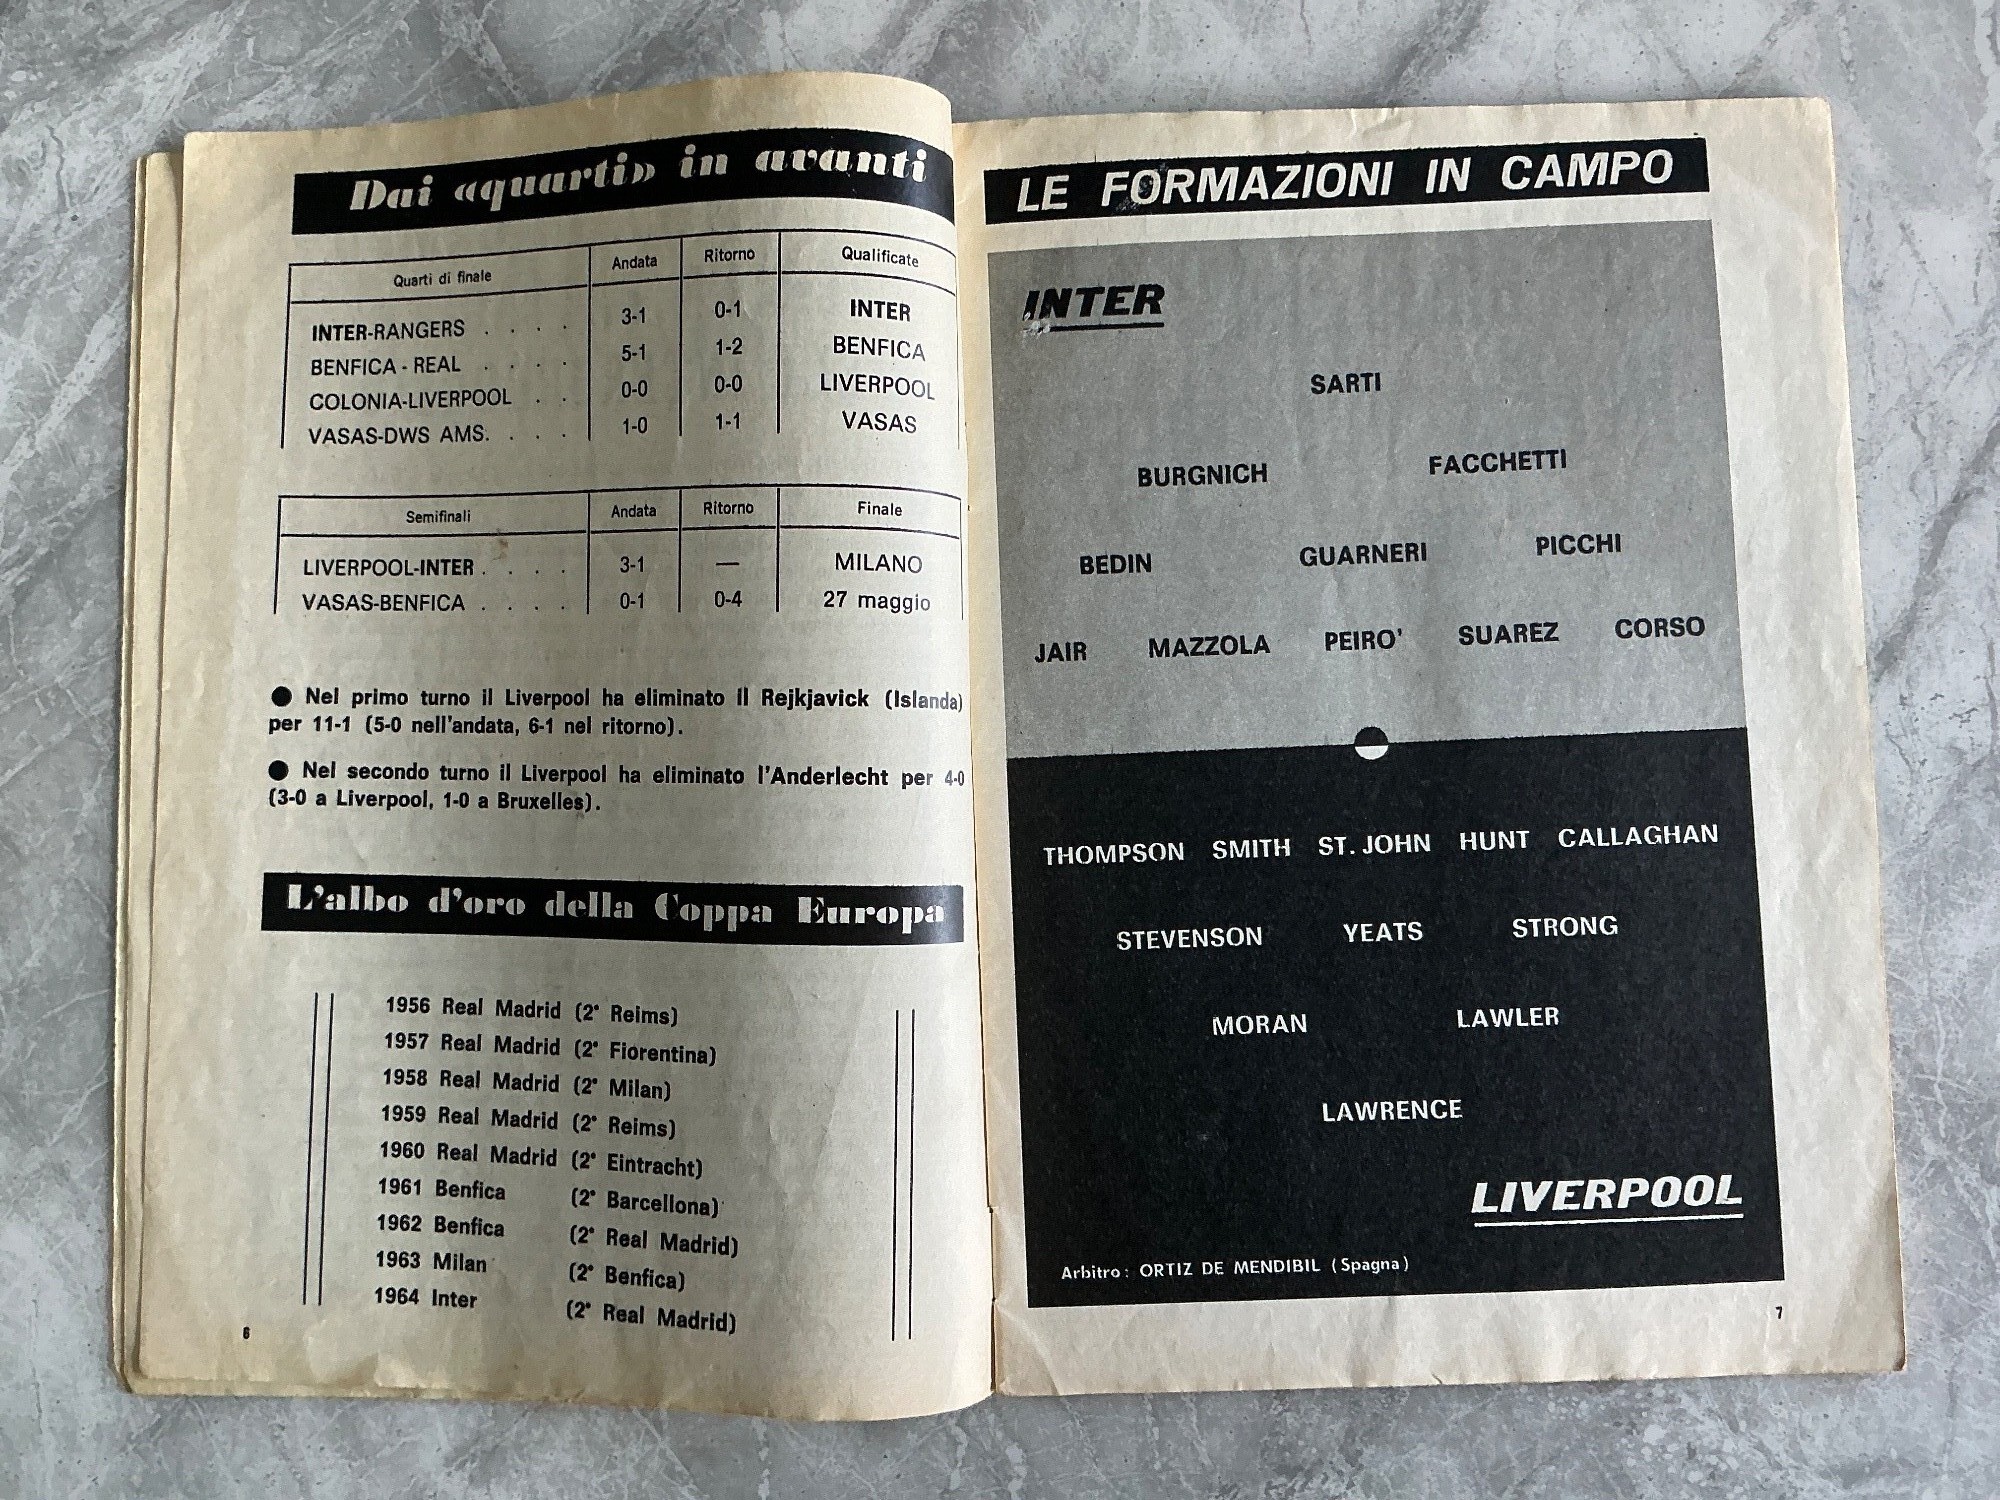 Dai «quarti» in avanti
Quarti di finale Andata Ritorno Qualificate
INTER-RANGERS . . . . 3-1 0-1 INTER
BENFICA - REAL . . . . 5-1 1-2 BENFICA
COLONIA-LIVERPOOL . . 0-0 0-0 LIVERPOOL
VASAS-DWS AMS. . . . 1-0 1-1 VASAS
Semifinali Andata Ritorno Finale
LIVERPOOL-INTER . . . . 3-1 — MILANO
VASAS-BENFICA . . . . 0-1 0-4 27 maggio
● Nel primo turno il Liverpool ha eliminato il Rejkjavick (Islanda)
per 11-1 (5-0 nell'andata, 6-1 nel ritorno).
● Nel secondo turno il Liverpool ha eliminato l'Anderlecht per 4-0
(3-0 a Liverpool, 1-0 a Bruxelles).
L'albo d'oro della Coppa Europa
1956 Real Madrid (2° Reims)
1957 Real Madrid (2° Fiorentina)
1958 Real Madrid (2° Milan)
1959 Real Madrid (2° Reims)
1960 Real Madrid (2° Eintracht)
1961 Benfica (2° Barcellona)
1962 Benfica (2° Real Madrid)
1963 Milan (2° Benfica)
1964 Inter (2° Real Madrid)
6
LE FORMAZIONI IN CAMPO
INTER
SARTI
BURGNICH FACCHETTI
BEDIN GUARNERI PICCHI
JAIR MAZZOLA PEIRO' SUAREZ CORSO
THOMPSON SMITH ST. JOHN HUNT CALLAGHAN
STEVENSON YEATS STRONG
MORAN LAWLER
LAWRENCE
LIVERPOOL
Arbitro: ORTIZ DE MENDIBIL (Spagna)
7